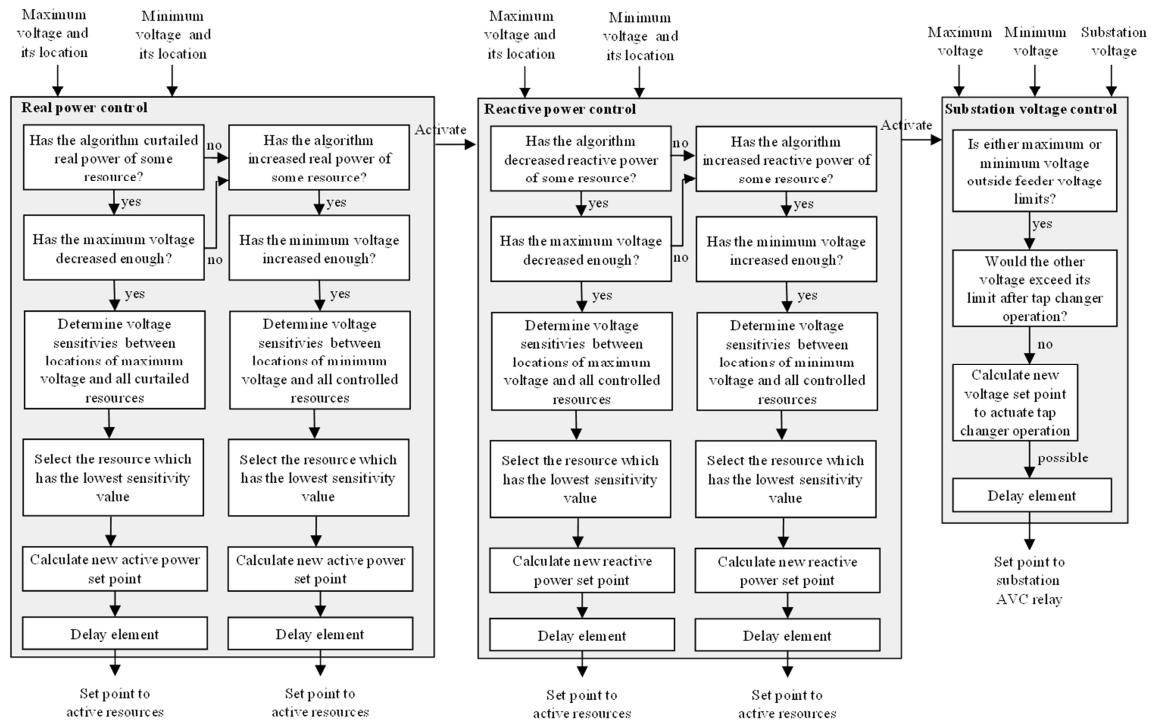 Maximum
voltage and
its location
Minimum
voltage and
its location
Real power control
Has the algorithm curtailed
real power of some
resource?
no
Has the algorithm
increased real power of
some resource?
yes
yes
Has the maximum voltage
decreased enough?
no
Has the minimum voltage
increased enough?
yes
yes
Determine voltage
sensitivies between
locations of maximum
voltage and all curtailed
resources
Determine voltage
sensitivies between
locations of minimum
voltage and all controlled
resources
Select the resource which
has the lowest sensitivity
value
Select the resource which
has the lowest sensitivity
value
Calculate new active power
set point
Calculate new active power
set point
Delay element
Delay element
Set point to
active resources
Set point to
active resources
Activate
Maximum
voltage and
its location
Minimum
voltage and
its location
Reactive power control
Has the algorithm
decreased reactive power
of some resource?
no
Has the algorithm
increased reactive power of
some resource?
yes
yes
Has the maximum voltage
decreased enough?
no
Has the minimum voltage
increased enough?
yes
yes
Determine voltage
sensitivies between
locations of maximum
voltage and all controlled
resources
Determine voltage
sensitivies between
locations of minimum
voltage and all controlled
resources
Select the resource which
has the lowest sensitivity
value
Select the resource which
has the lowest sensitivity
value
Calculate new reactive
power set point
Calculate new reactive
power set point
Delay element
Delay element
Set point to
active resources
Set point to
active resources
Activate
Maximum
voltage
Minimum
voltage
Substation
voltage
Substation voltage control
Is either maximum or
minimum voltage
outside feeder voltage
limits?
yes
Would the other
voltage exceed its
limit after tap changer
operation?
no
Calculate new
voltage set point
to actuate tap
changer operation
possible
Delay element
Set point to
substation
AVC relay